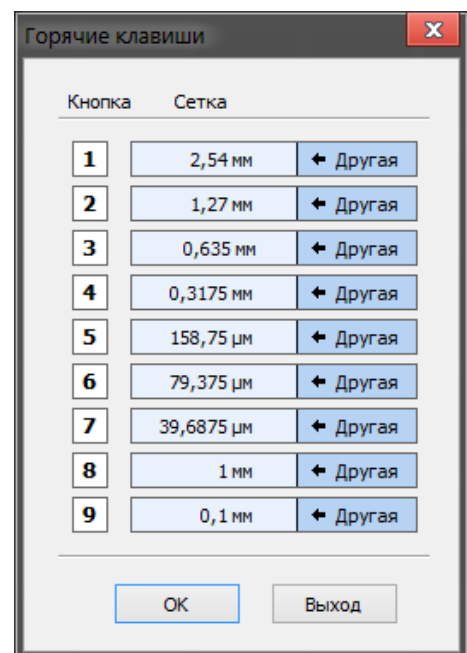 Горячие клавиши
Кнопка Сетка
1 2,54 мм Другая
2 1,27 мм Другая
3 0,635 мм Другая
4 0,3175 мм Другая
5 158,75 µм Другая
6 79,375 µм Другая
7 39,6875 µм Другая
8 1 мм Другая
9 0,1 мм Другая
OK Выход